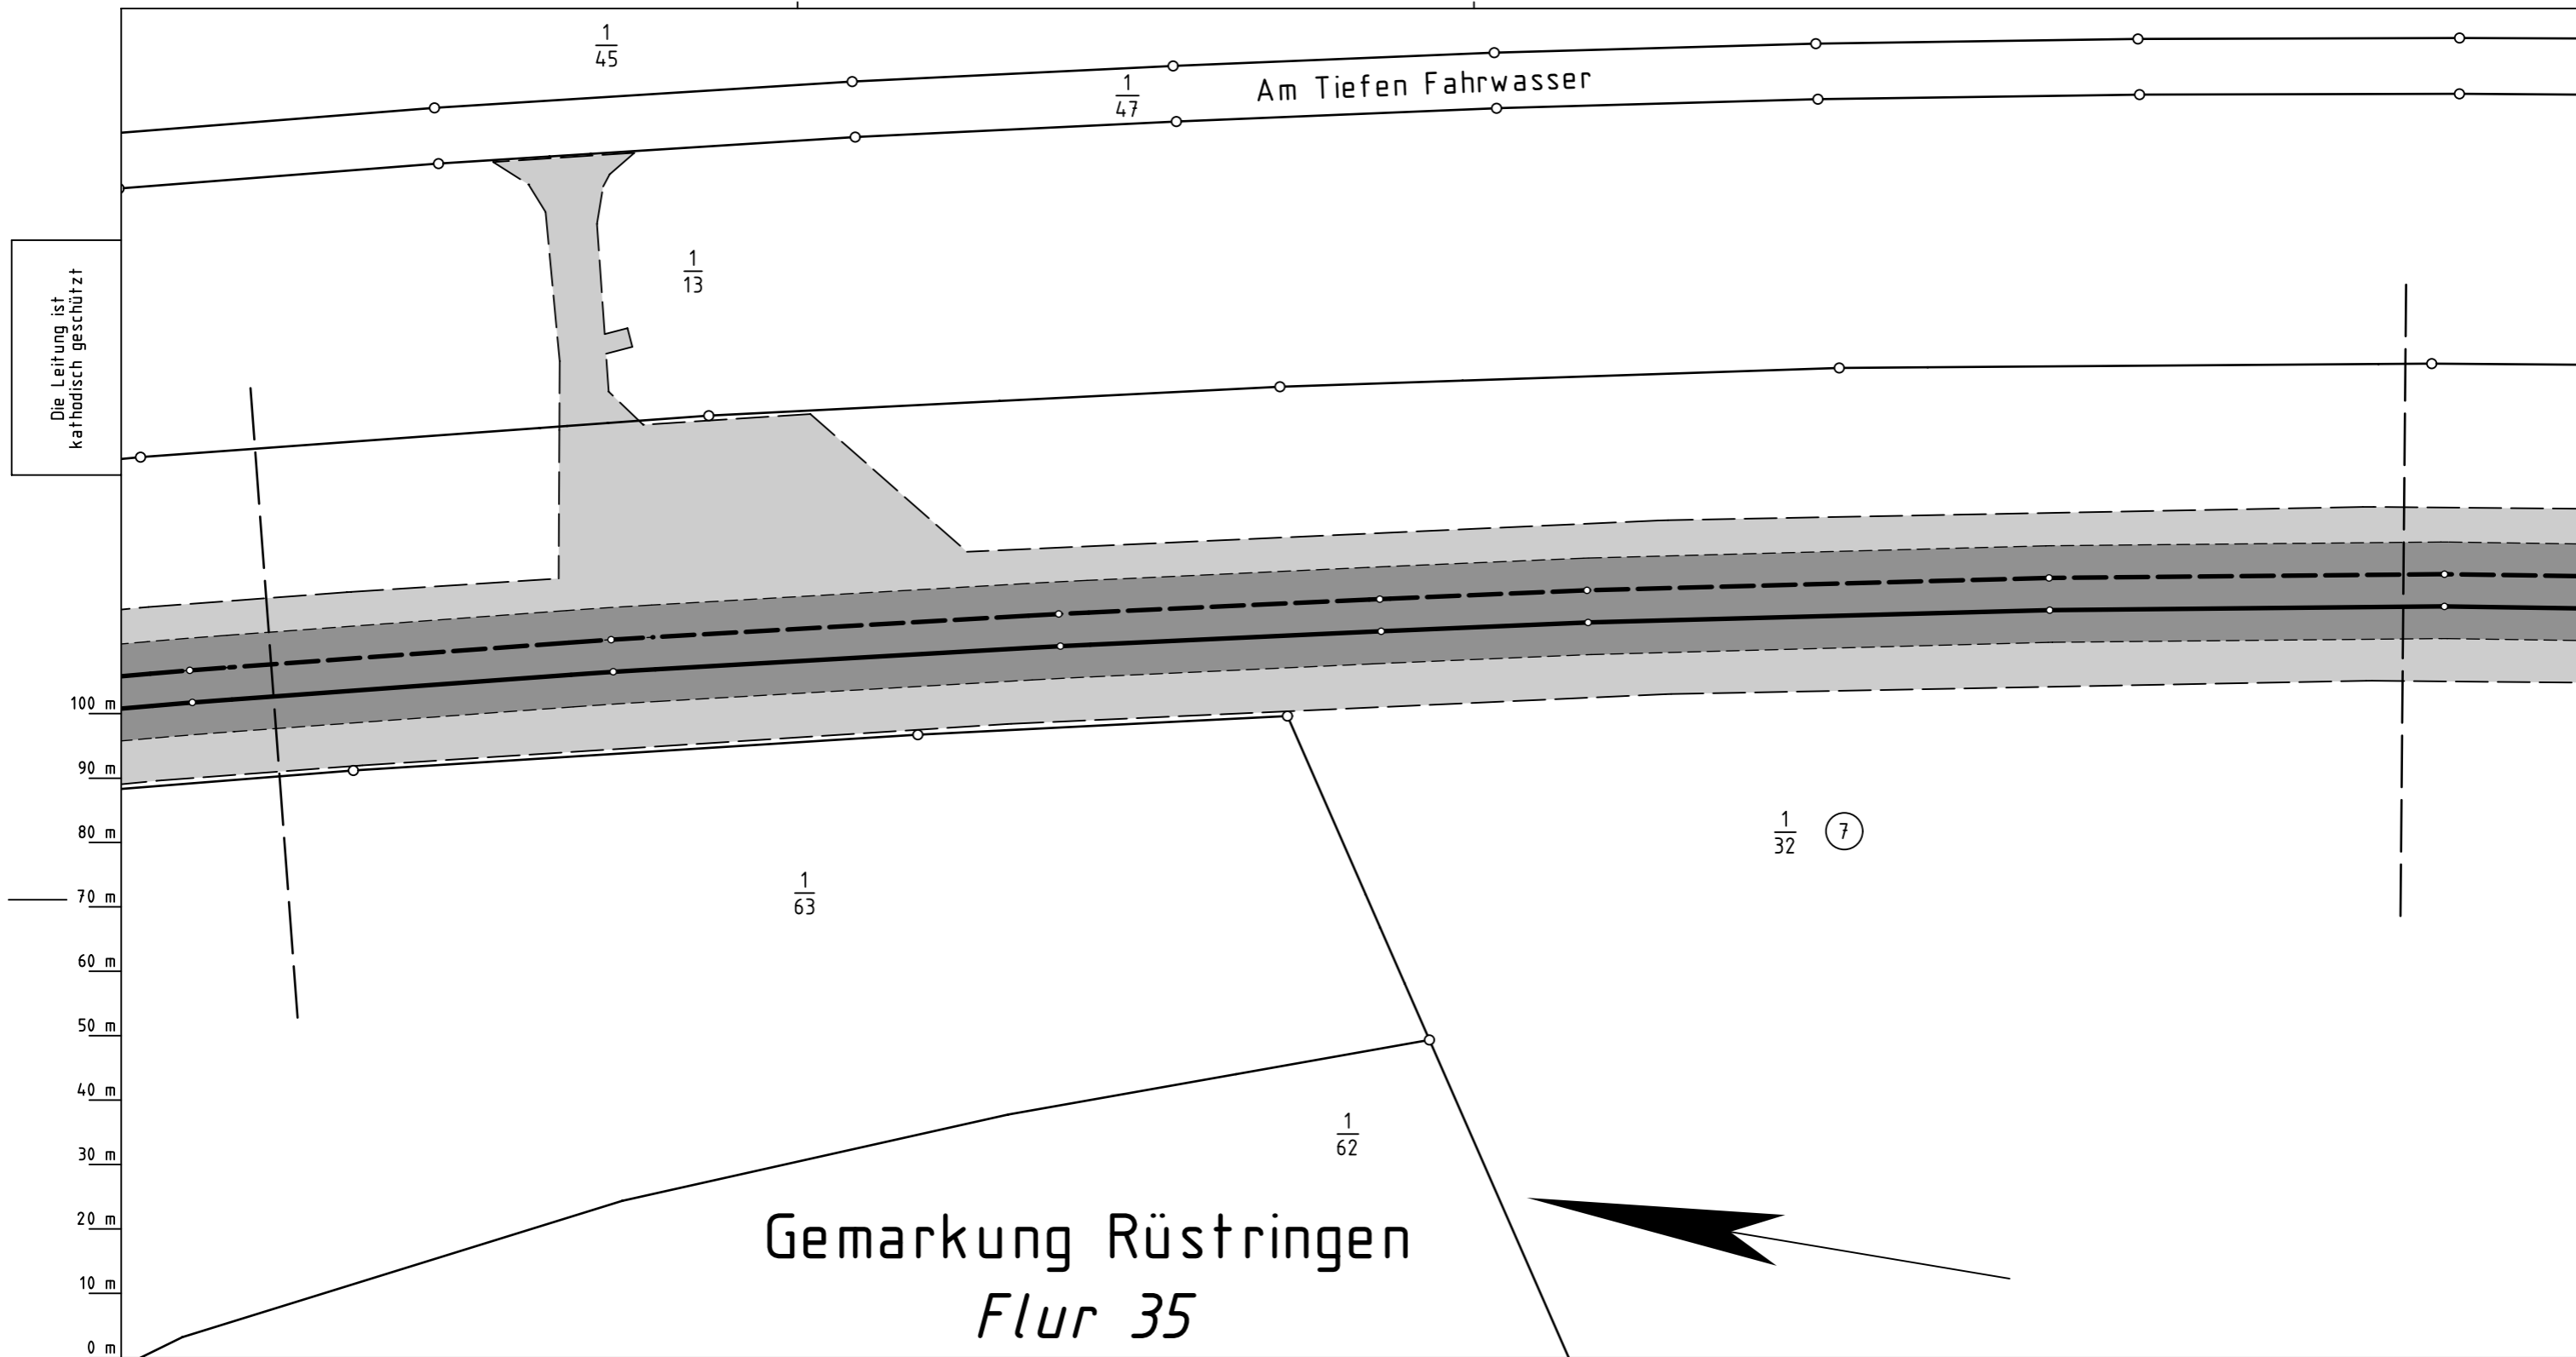 1
45
1
47
Am Tiefen Fahrwasser
1
13
Die Leitung ist
kathodisch geschützt
100 m
90 m
80 m
70 m
60 m
50 m
40 m
30 m
20 m
10 m
0 m
1
32
7
1
63
1
62
Gemarkung Rüstringen
Flur 35